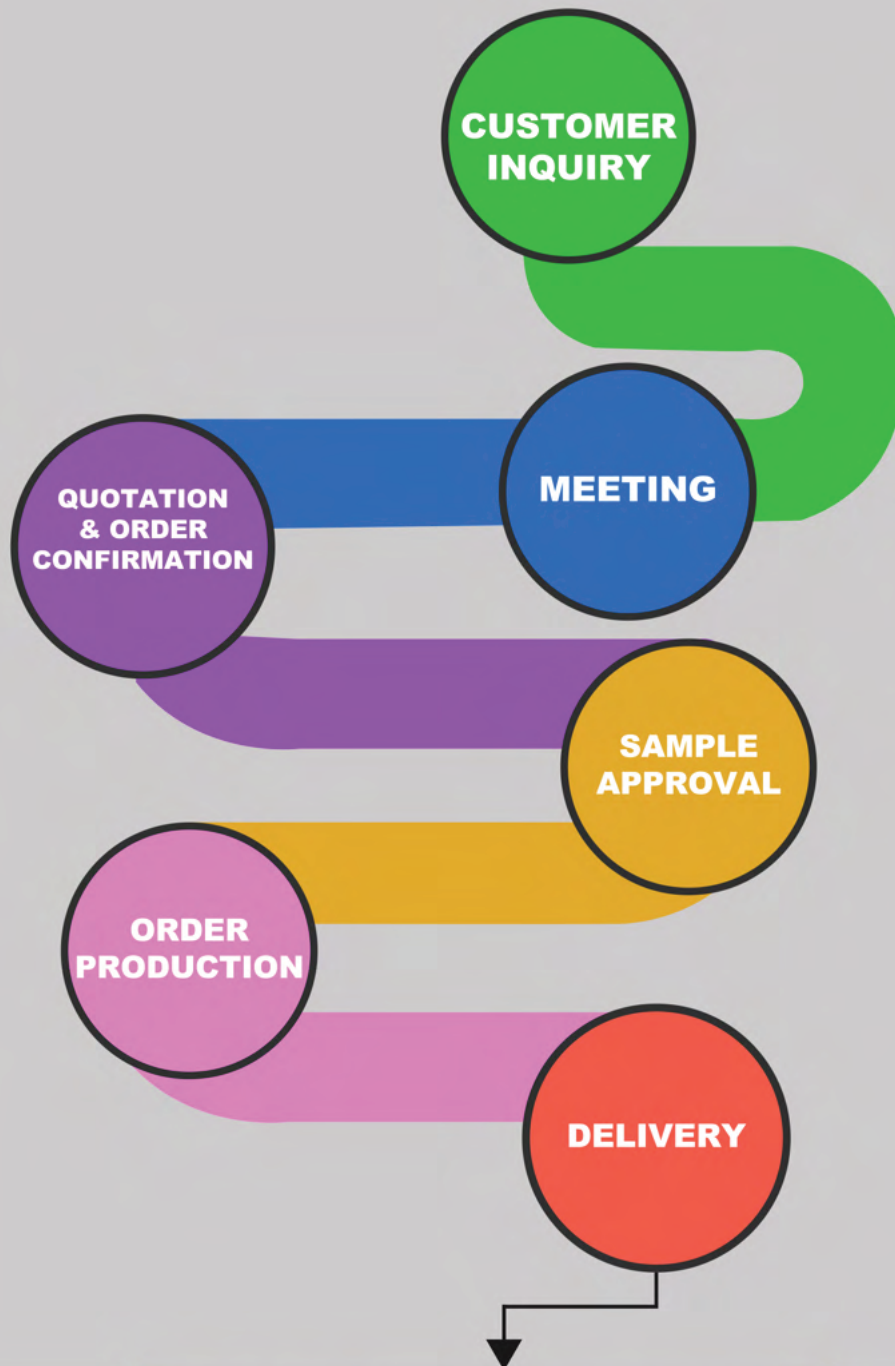 CUSTOMER
INQUIRY
MEETING
QUOTATION
& ORDER
CONFIRMATION
SAMPLE
APPROVAL
ORDER
PRODUCTION
DELIVERY